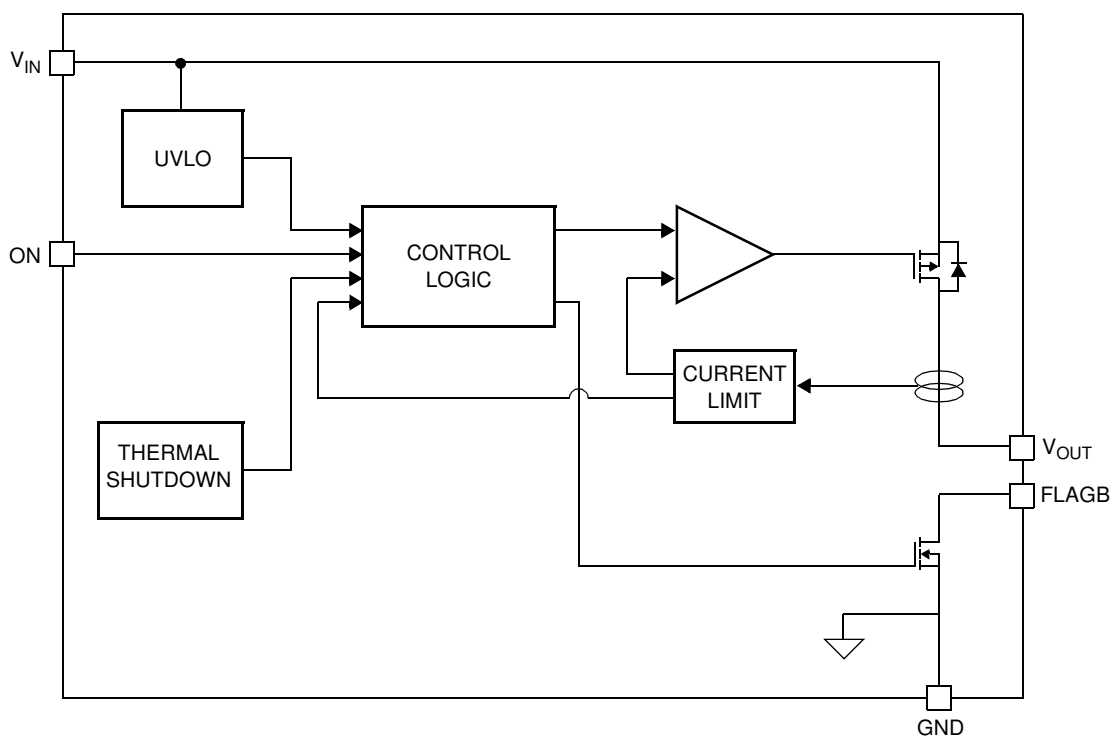 VIN
UVLO
ON
CONTROL
LOGIC
CURRENT
LIMIT
THERMAL
SHUTDOWN
VOUT
FLAGB
GND